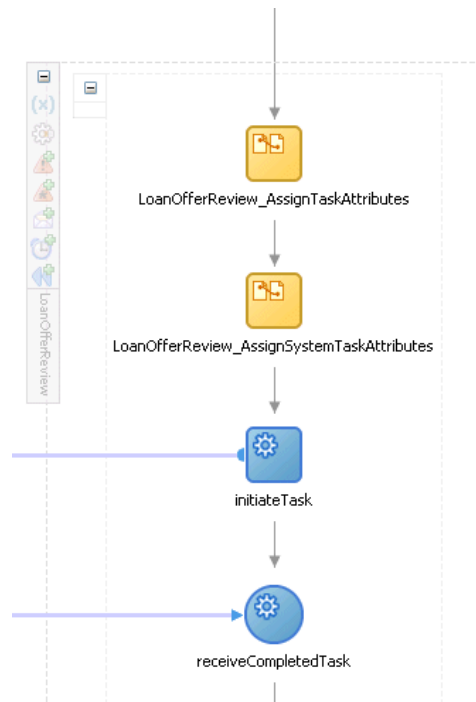 (x)
LoanOfferReview_AssignTaskAttributes
LoanOfferReview
LoanOfferReview_AssignSystemTaskAttributes
initiateTask
receiveCompletedTask